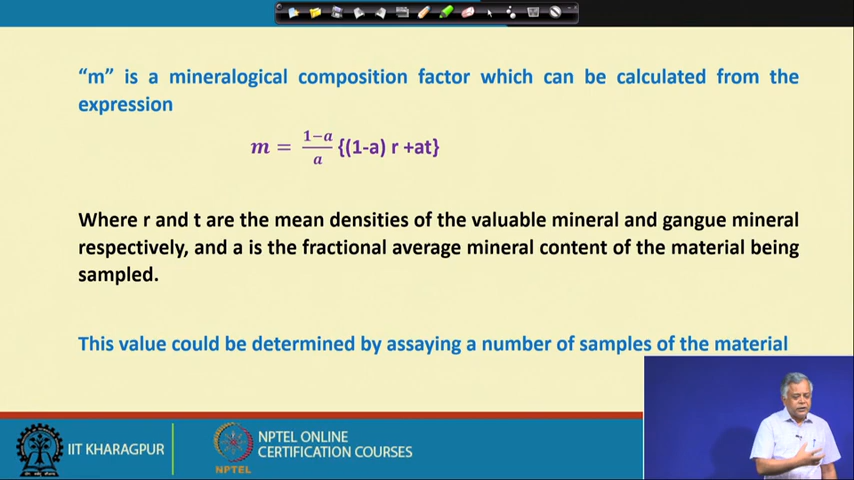 “m” is a mineralogical composition factor which can be calculated from the
expression
m = 1−a/a {(1-a) r +at}
Where r and t are the mean densities of the valuable mineral and gangue mineral
respectively, and a is the fractional average mineral content of the material being
sampled.
This value could be determined by assaying a number of samples of the material
IIT KHARAGPUR
NPTEL
NPTEL ONLINE
CERTIFICATION COURSES